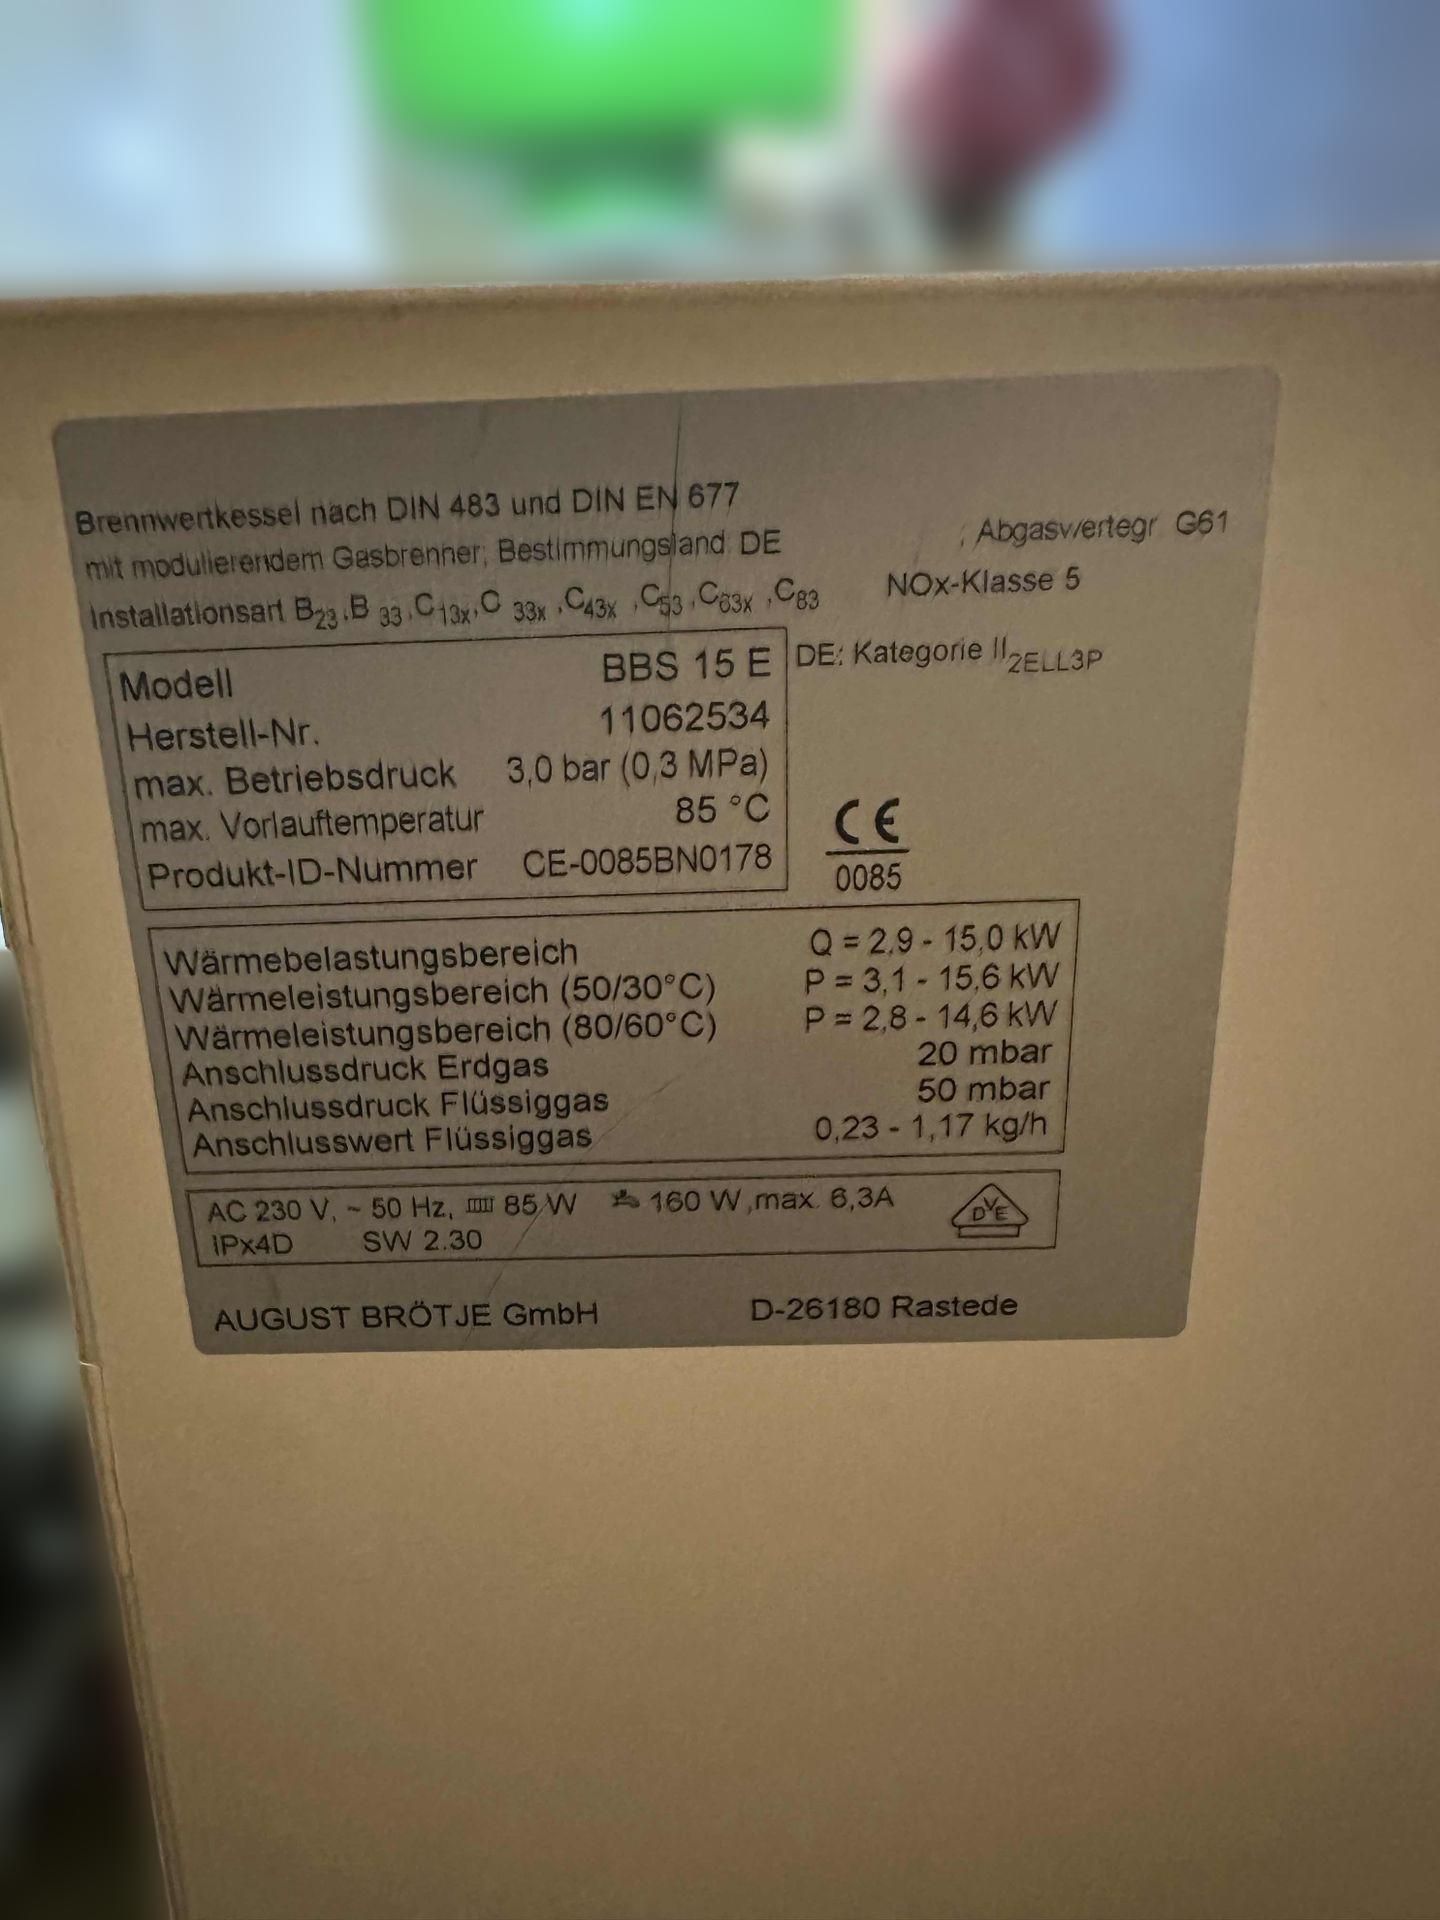 Brennwertkessel nach DIN 483 und DIN EN 677
mit modulierendem Gasbrenner, Bestimmungsland DE , Abgaswertegr G61
Installationsart B23,B 33,C13x,C 33x ,C43x ,C53 ,C63x ,C83 NOx-Klasse 5
Modell BBS 15 E
DE: Kategorie II2ELL3P
Herstell-Nr. 11062534
max. Betriebsdruck 3,0 bar (0,3 MPa)
max. Vorlauftemperatur 85 °C
Produkt-ID-Nummer CE-0085BN0178
CE
0085
Wärmebelastungsbereich Q = 2,9 - 15,0 kW
Wärmeleistungsbereich (50/30°C) P = 3,1 - 15,6 kW
Wärmeleistungsbereich (80/60°C) P = 2,8 - 14,6 kW
Anschlussdruck Erdgas 20 mbar
Anschlussdruck Flüssiggas 50 mbar
Anschlusswert Flüssiggas 0,23 - 1,17 kg/h
AC 230 V, ~ 50 Hz, 85 W 160 W ,max. 6,3A
DVE
IPx4D SW 2.30
AUGUST BRÖTJE GmbH D-26180 Rastede